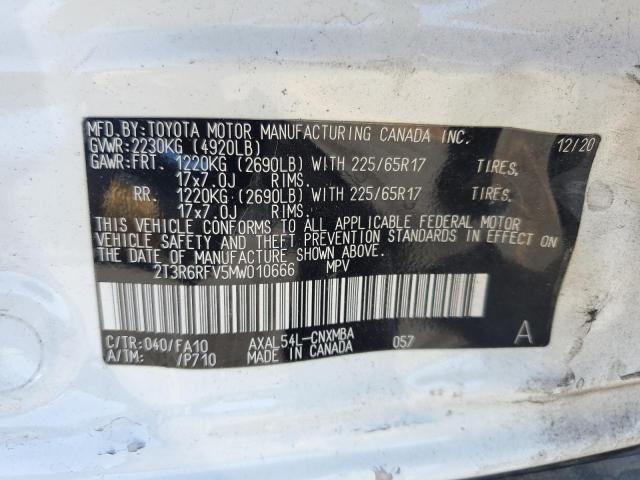 MFD.BY:TOYOTA MOTOR MANUFACTURING CANADA INC. 12/20
GVWR:2230KG (4920LB)
GAWR:FRT. 1220KG (2690LB) WITH 225/65R17 TIRES.
17x7.0J RIMS.
RR. 1220KG (2690LB) WITH 225/65R17 TIRES.
17x7.0J RIMS.
THIS VEHICLE CONFORMS TO ALL APPLICABLE FEDERAL MOTOR
VEHICLE SAFETY AND THEFT PREVENTION STANDARDS IN EFFECT ON
THE DATE OF MANUFACTURE SHOWN ABOVE.
2T3R6RFV5MW010666 MPV
C/TR:040/FA10 AXAL54L-CNXMBA 057 A
A/TM: /P710 MADE IN CANADA